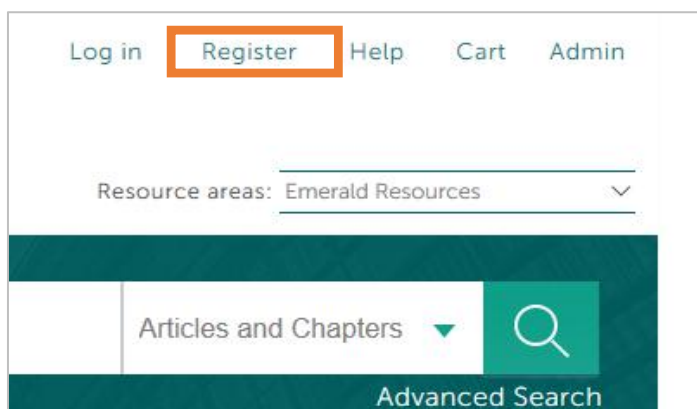 Log in Register Help Cart Admin
Resource areas: Emerald Resources
Articles and Chapters
Advanced Search